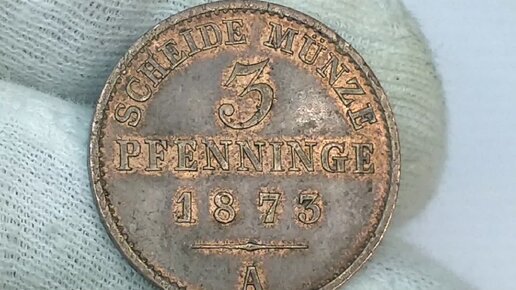 SCHEIDE MÜNZE
3
PFENNINGE
1873
A